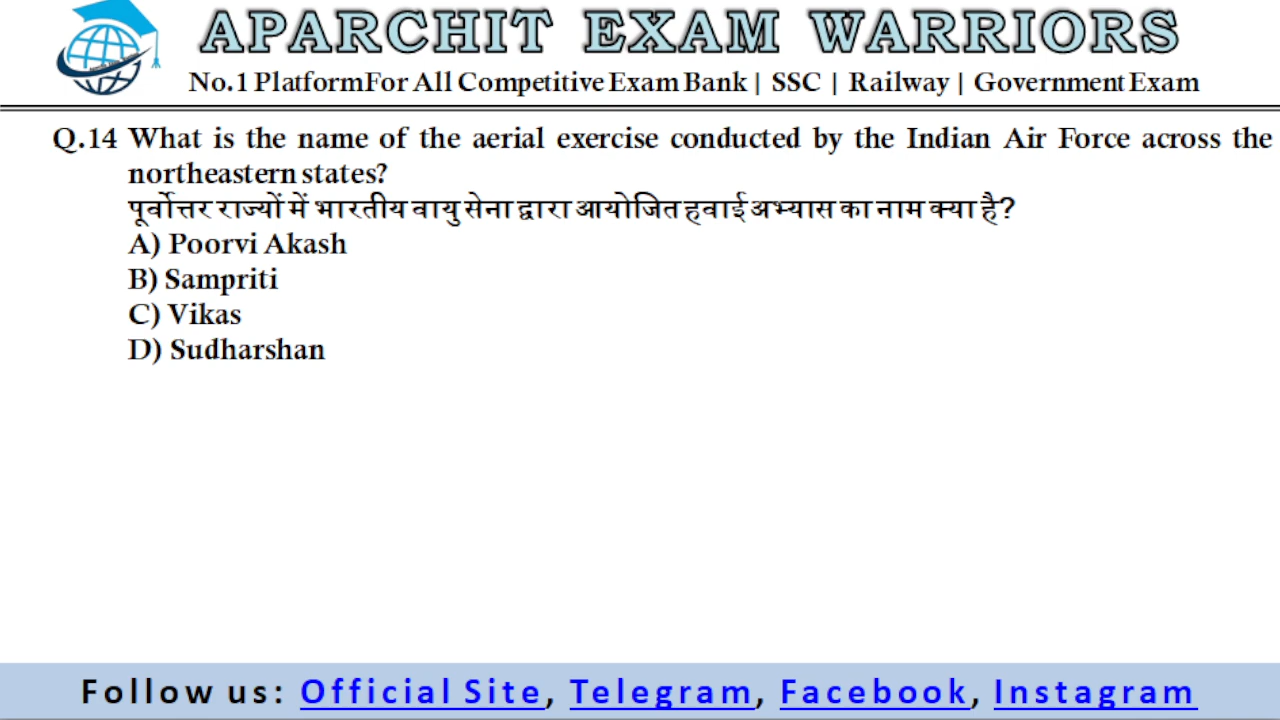 APARCHIT EXAM WARRIORS
No.1 PlatformFor All Competitive Exam Bank | SSC | Railway | Government Exam
Q.14 What is the name of the aerial exercise conducted by the Indian Air Force across the
northeastern states?
पूर्वोत्तर राज्यों में भारतीय वायु सेना द्वारा आयोजित हवाई अभ्यास का नाम क्या है?
A) Poorvi Akash
B) Sampriti
C) Vikas
D) Sudharshan
Follow us: Official Site, Telegram, Facebook, Instagram